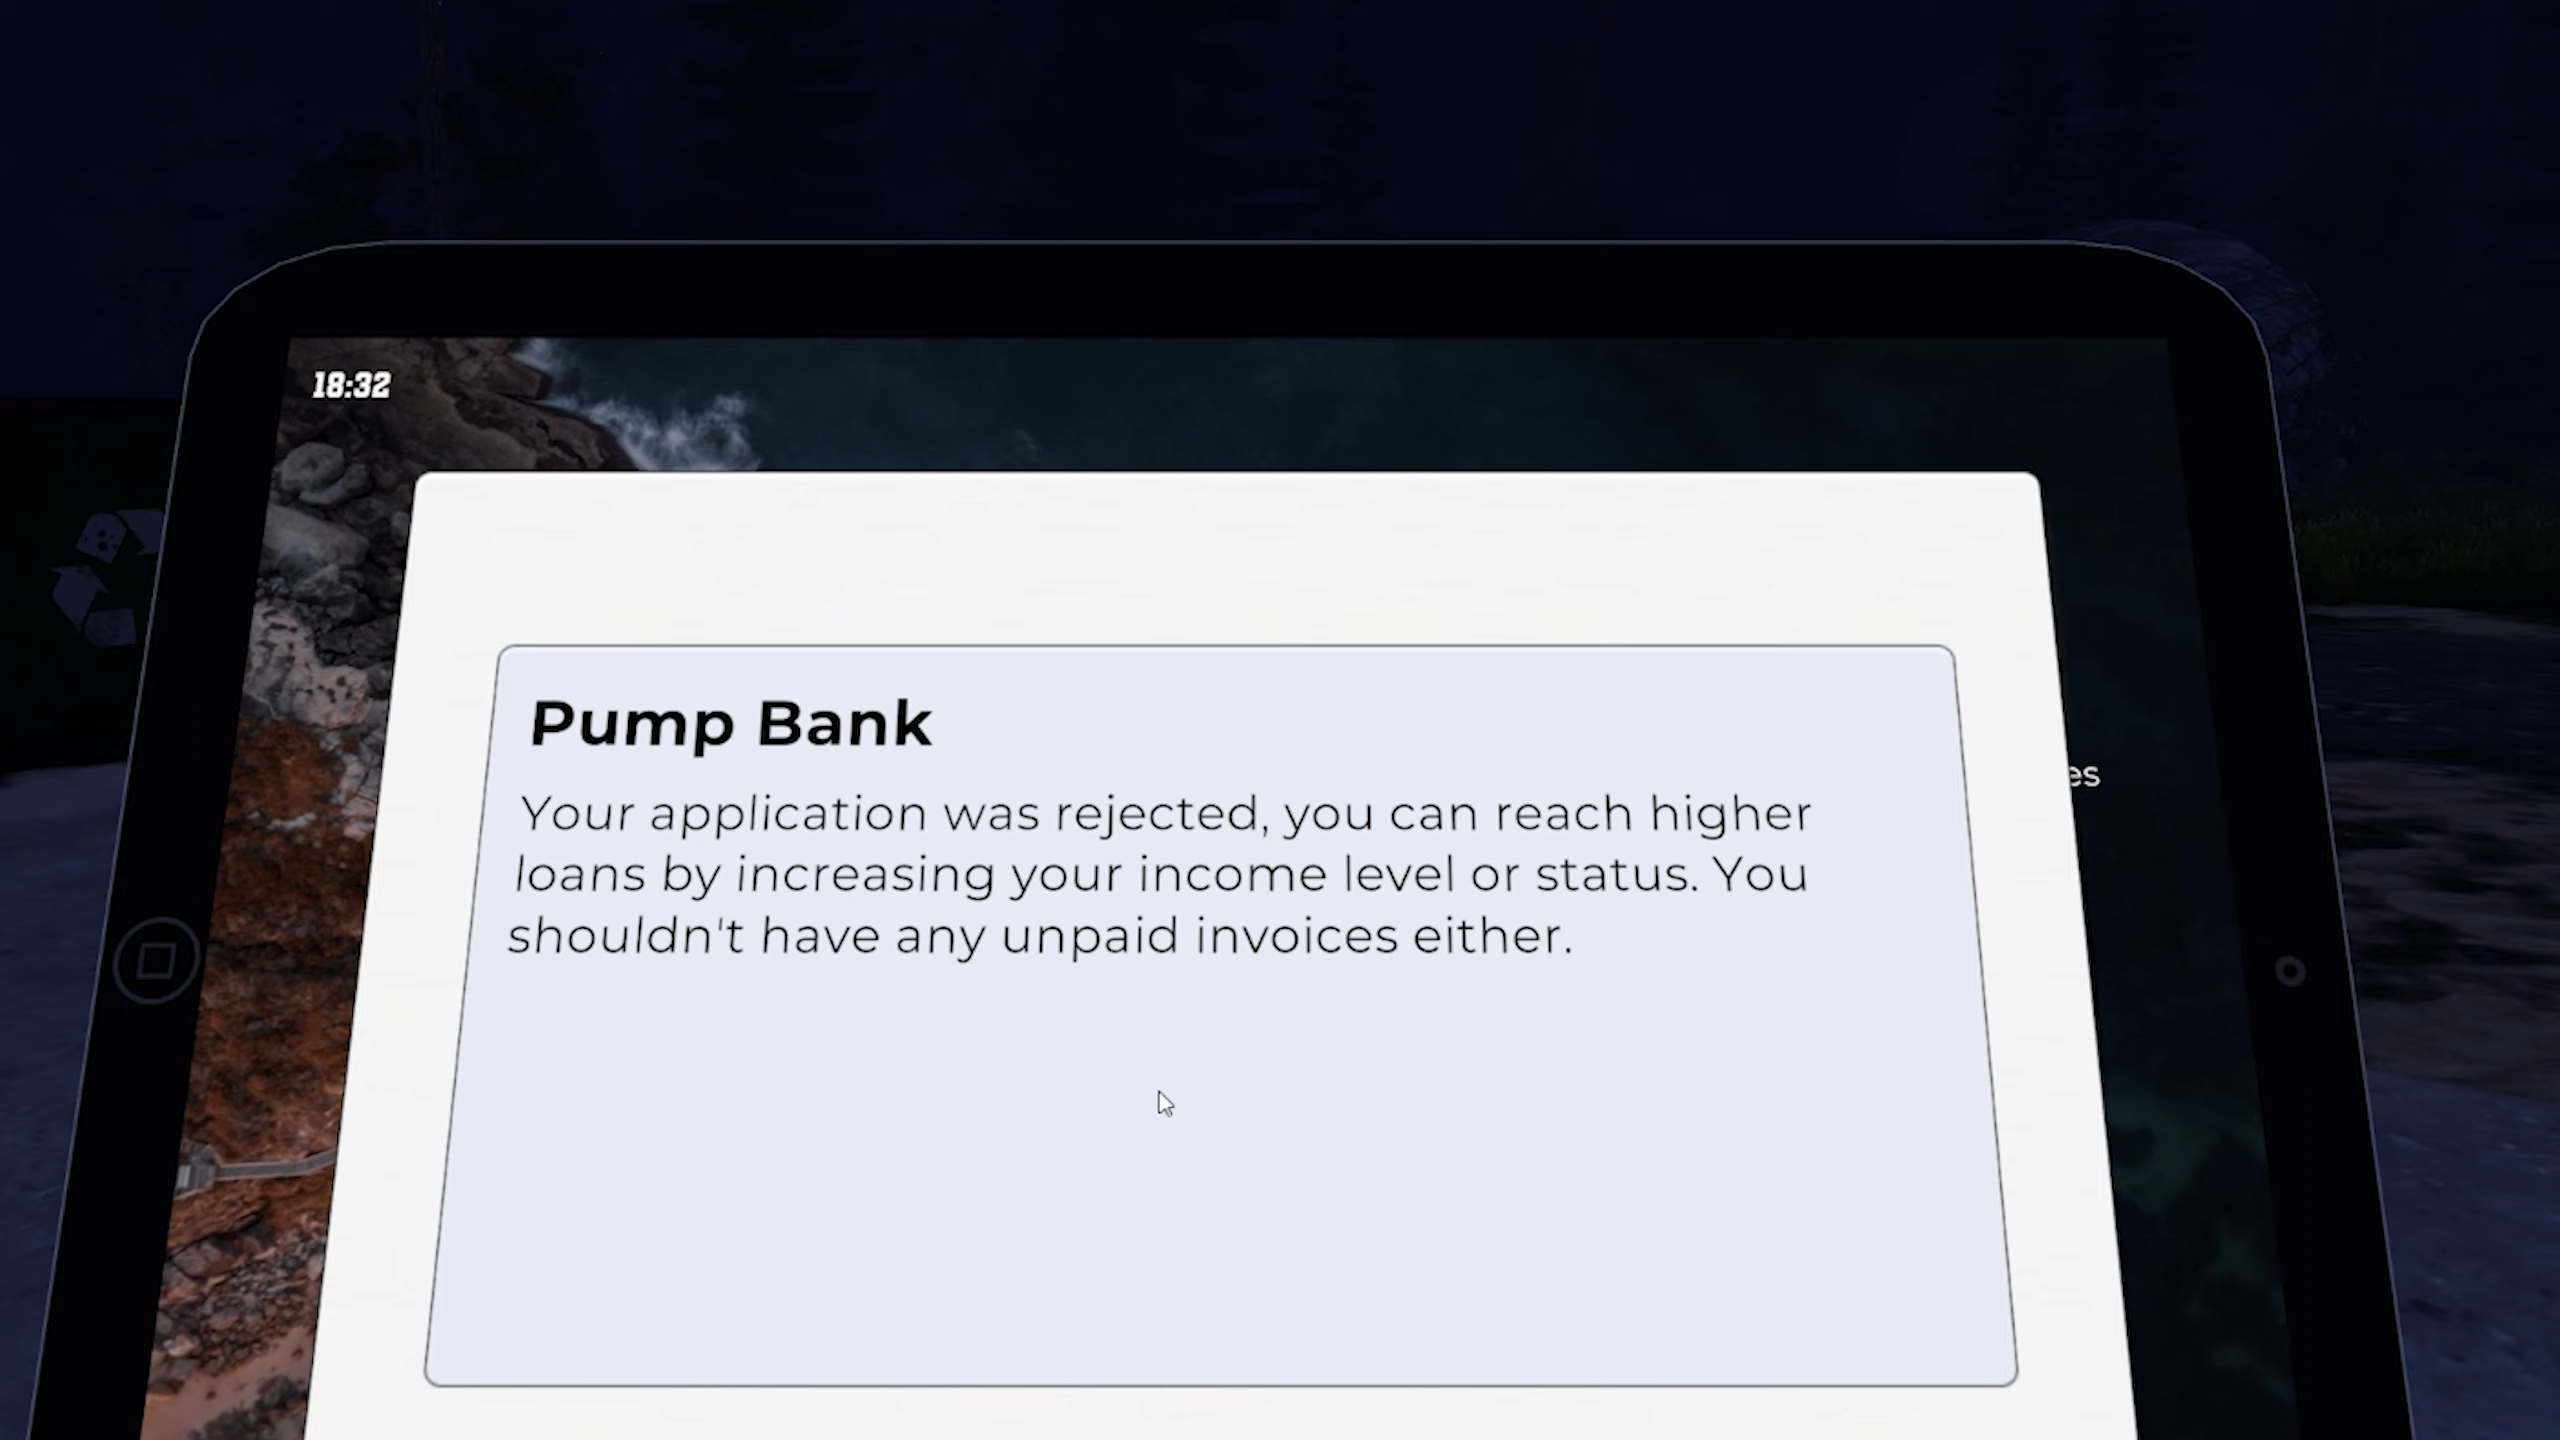 18:32
Pump Bank
Your application was rejected, you can reach higher
loans by increasing your income level or status. You
shouldn't have any unpaid invoices either.
es